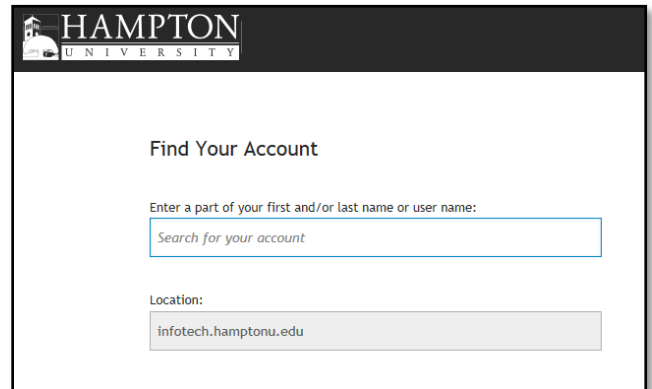 HAMPTON
UNIVERSITY
Find Your Account
Enter a part of your first and/or last name or user name:
Search for your account
Location:
infotech.hamptonu.edu